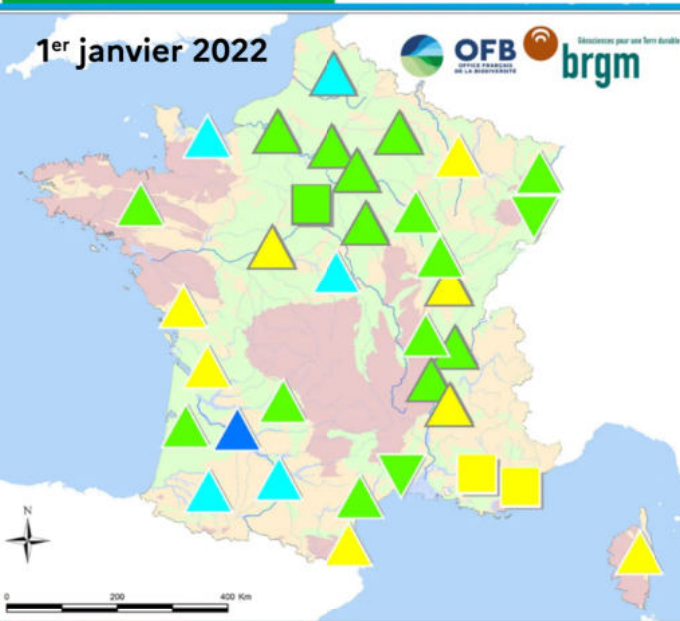 1er janvier 2022
OFB
OFFICE FRANÇAIS
DE LA BIODIVERSITÉ
Géosciences pour une Terre durable
brgm
N
0 200 400 Km